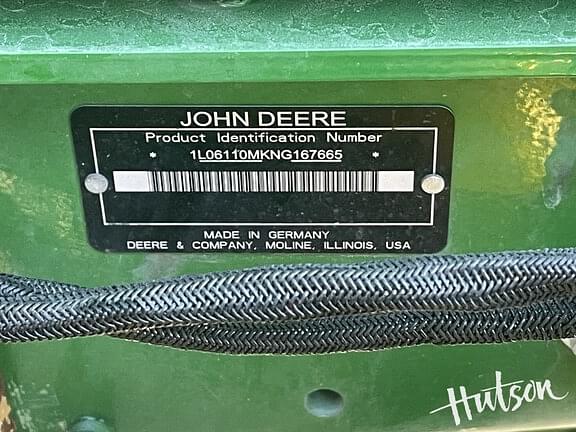 JOHN DEERE
Product Identification Number
* 1L06110MKNG167665 *
MADE IN GERMANY
DEERE & COMPANY, MOLINE, ILLINOIS, USA
Hutson